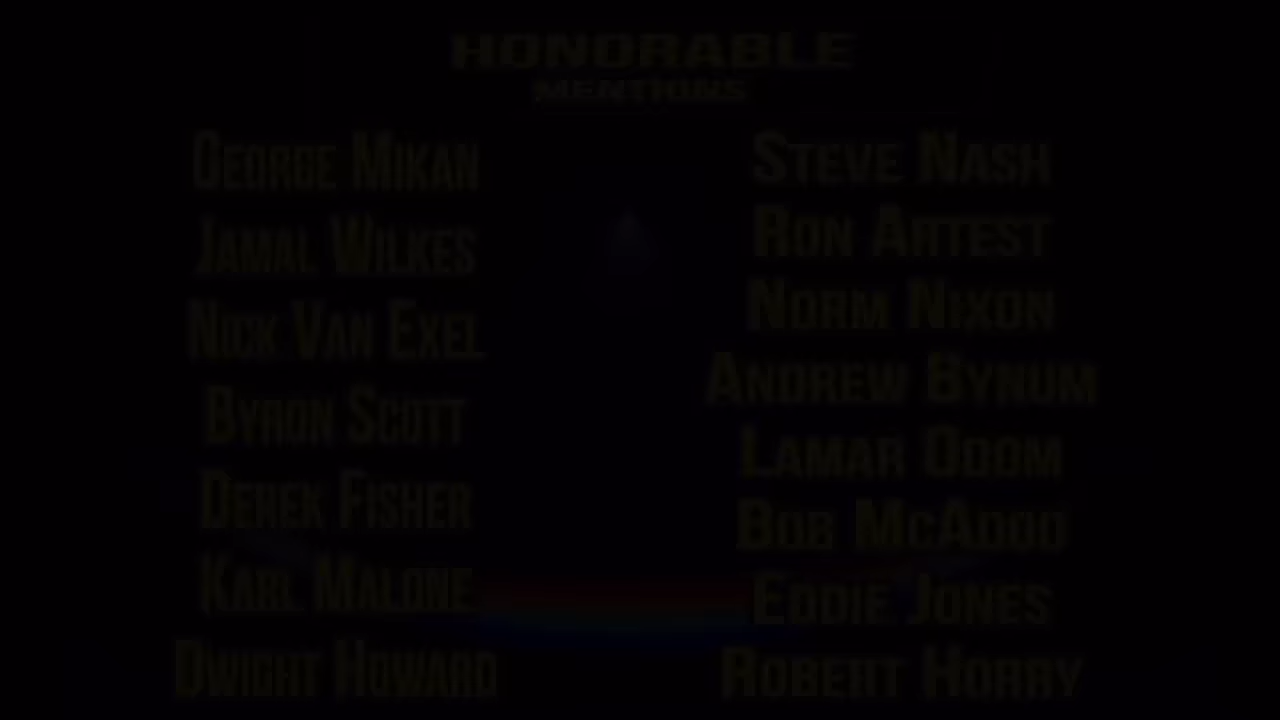 HONORABLE
MENTIONS
GEORGE MIKAN
JAMAL WILKES
NICK VAN EXEL
BYRON SCOTT
DEREK FISHER
KARL MALONE
DWIGHT HOWARD
STEVE NASH
RON ARTEST
NORM NIXON
ANDREW BYNUM
LAMAR ODOM
BOB MCADOO
EDDIE JONES
ROBERT HORRY